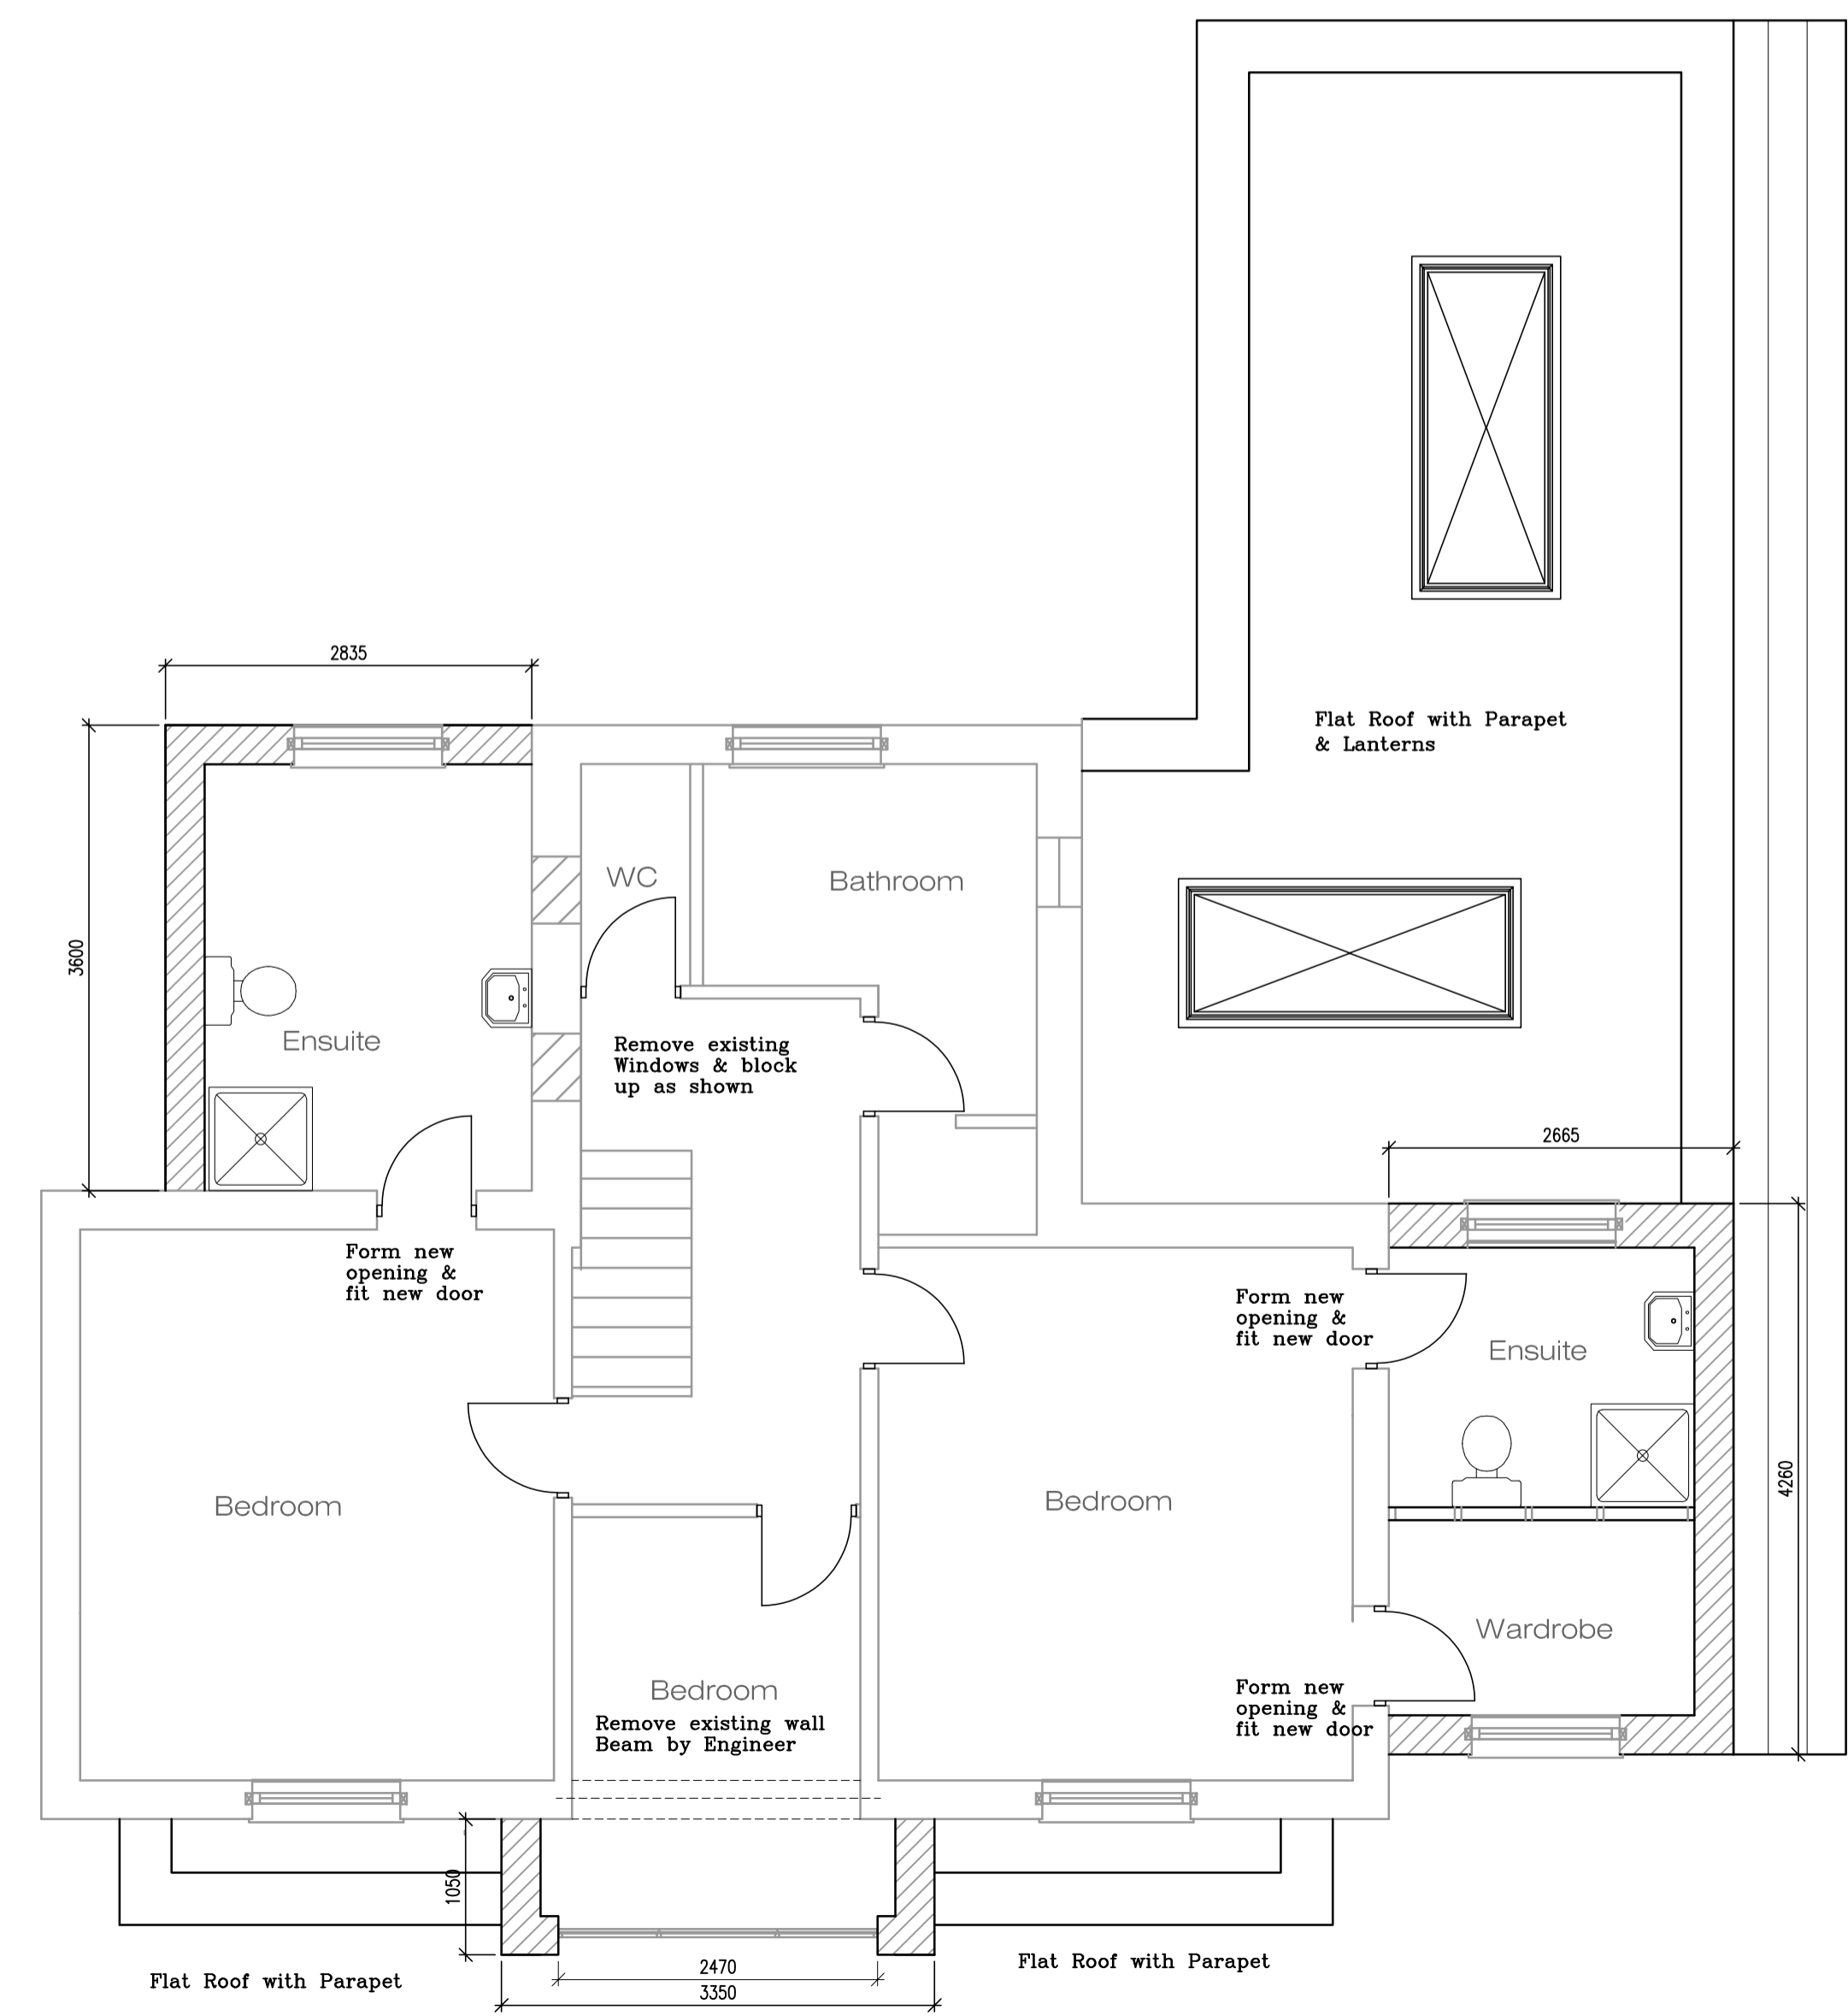 2835
Flat Roof with Parapet
& Lanterns
WC
Bathroom
3600
Ensuite
Remove existing
Windows & block
up as shown
2665
Form new
opening &
fit new door
Form new
opening &
fit new door
Ensuite
4260
Bedroom
Bedroom
Wardrobe
Bedroom
Remove existing wall
Beam by Engineer
Form new
opening &
fit new door
1050
Flat Roof with Parapet
2470
Flat Roof with Parapet
3350